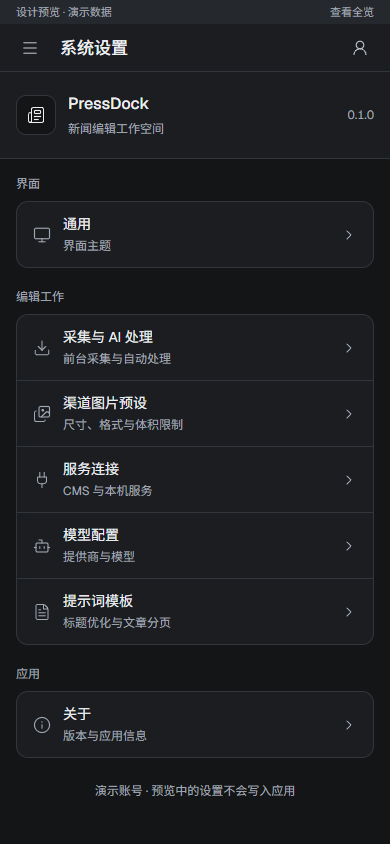 设计预览 · 演示数据
查看全览
系统设置
PressDock
新闻编辑工作空间
0.1.0
界面
通用
界面主题
编辑工作
采集与 AI 处理
前台采集与自动处理
渠道图片预设
尺寸、格式与体积限制
服务连接
CMS 与本机服务
模型配置
提供商与模型
提示词模板
标题优化与文章分页
应用
关于
版本与应用信息
演示账号 · 预览中的设置不会写入应用